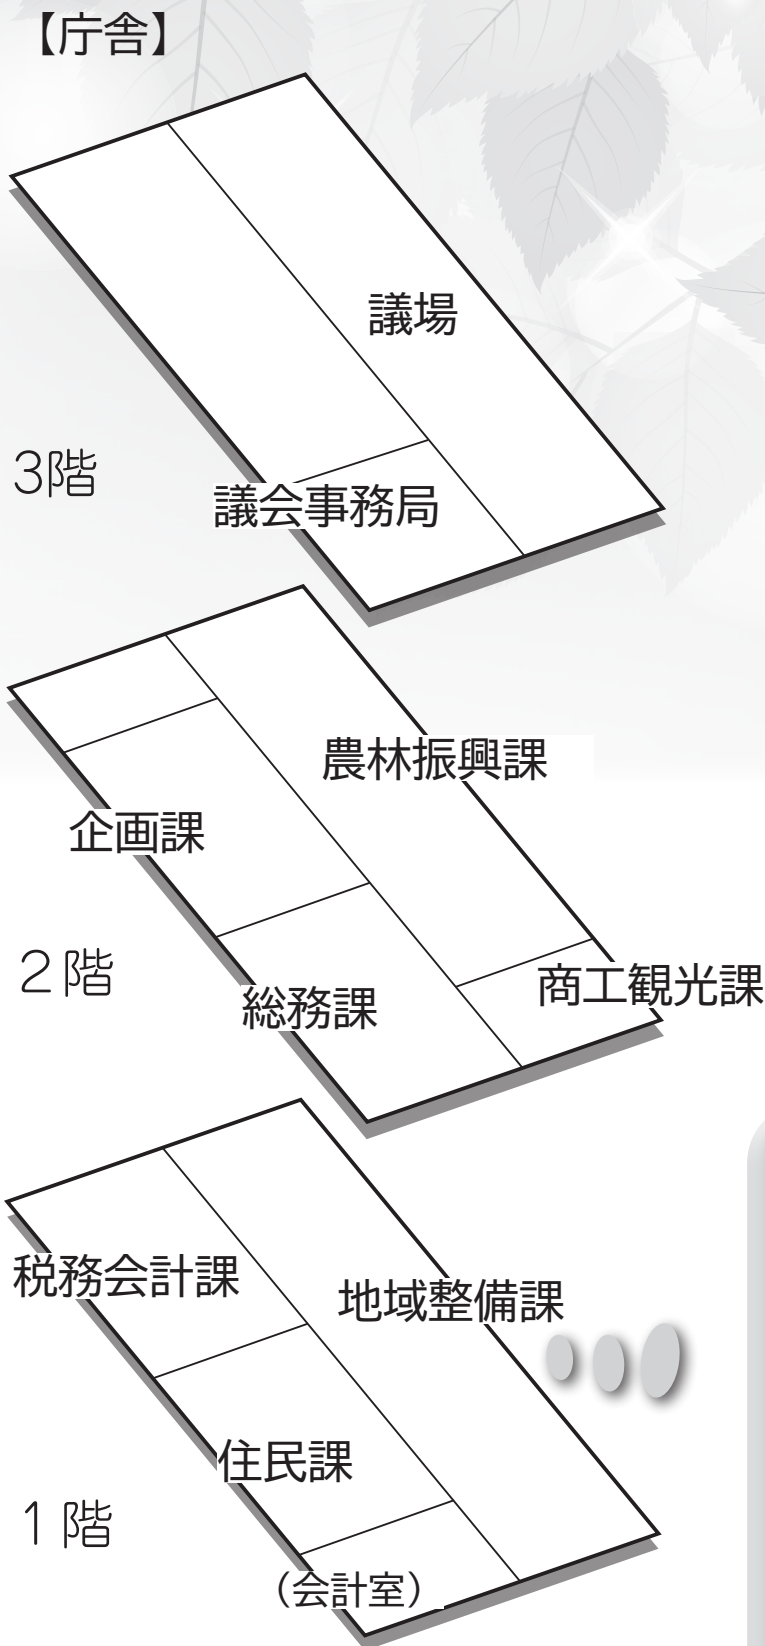 【庁舎】
議場
3階
議会事務局
農林振興課
企画課
2階
商工観光課
総務課
税務会計課
地域整備課
住民課
1階
（会計室）